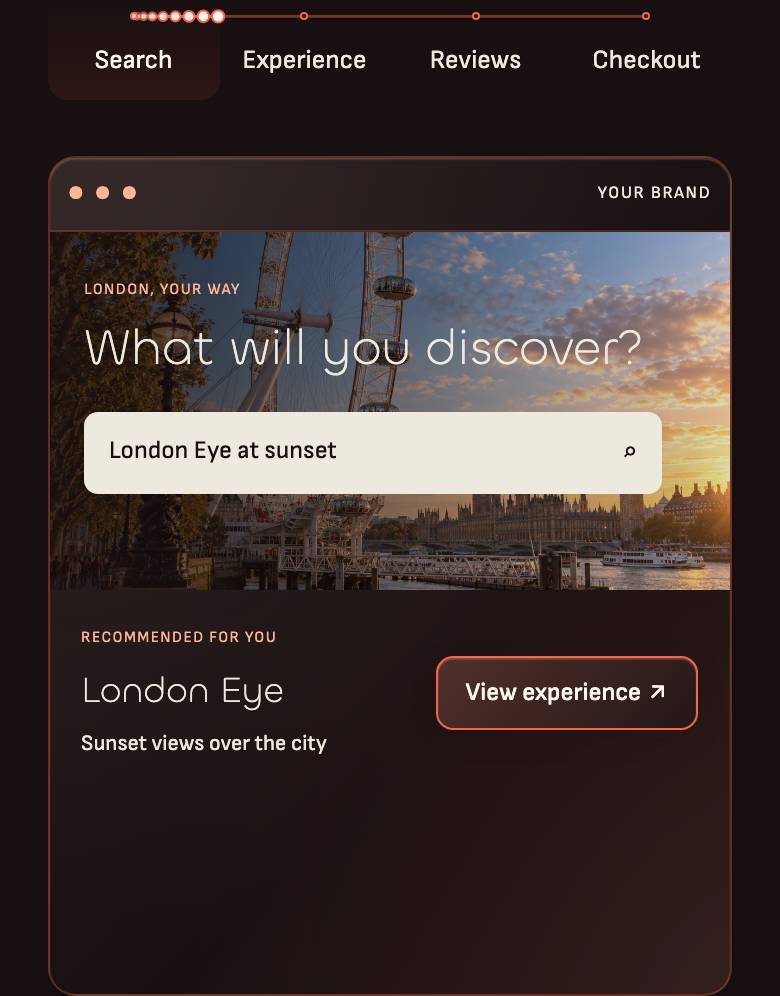 Search
Experience
Reviews
Checkout
YOUR BRAND
LONDON, YOUR WAY
What will you discover?
London Eye at sunset
RECOMMENDED FOR YOU
London Eye
View experience ↗
Sunset views over the city